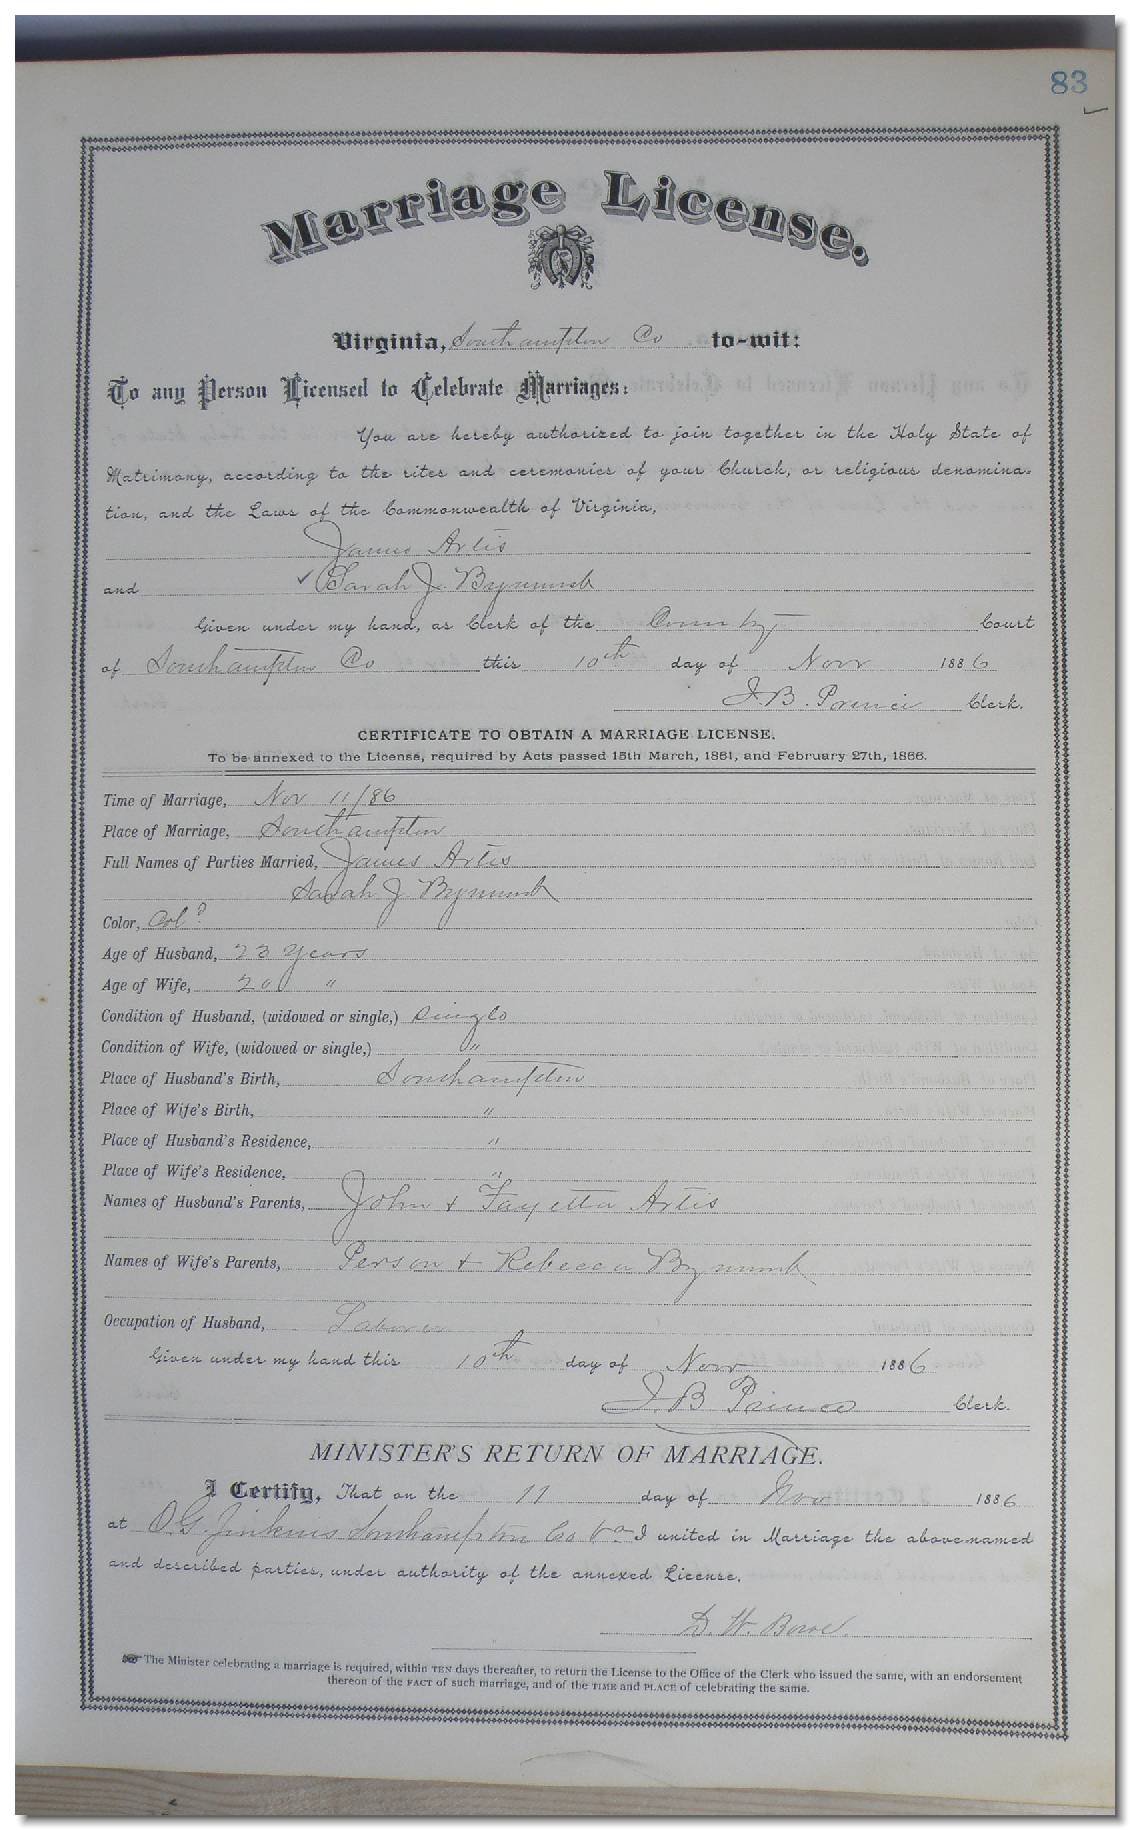 83
Marriage License.
Virginia, Southampton Co to-wit:
To any Person Licensed to Celebrate Marriages:
You are hereby authorized to join together in the Holy State of
Matrimony, according to the rites and ceremonies of your Church, or religious denomina-
tion, and the Laws of the Commonwealth of Virginia,
James Artis
and ✓ Sarah J. Bynumb
Given under my hand, as Clerk of the County Court
of Southampton Co this 10th day of Novr 1886
J. B. Prince Clerk.
CERTIFICATE TO OBTAIN A MARRIAGE LICENSE.
To be annexed to the License, required by Acts passed 15th March, 1861, and February 27th, 1866.
Time of Marriage, Nov 11/86
Place of Marriage, Southampton
Full Names of Parties Married, James Artis
Sarah J Bynumb
Color, Cold
Age of Husband, 23 Years
Age of Wife, 20 "
Condition of Husband, (widowed or single,) Single
Condition of Wife, (widowed or single,) "
Place of Husband's Birth, Southampton
Place of Wife's Birth, "
Place of Husband's Residence, "
Place of Wife's Residence, "
Names of Husband's Parents, John + Fayetta Artis
Names of Wife's Parents, Person + Rebecca Bynumb
Occupation of Husband, Laborer
Given under my hand this 10th day of Novr 1886
J. B Prince Clerk.
MINISTER'S RETURN OF MARRIAGE.
I Certify, That on the 11 day of Nov 1886
at O. G. Jinkins Southampton Co Va I united in Marriage the above-named
and described parties, under authority of the annexed License.
D. W. Bowe.
☞ The Minister celebrating a marriage is required, within TEN days thereafter, to return the License to the Office of the Clerk who issued the same, with an endorsement
thereof of the FACT of such marriage, and of the TIME and PLACE of celebrating the same.